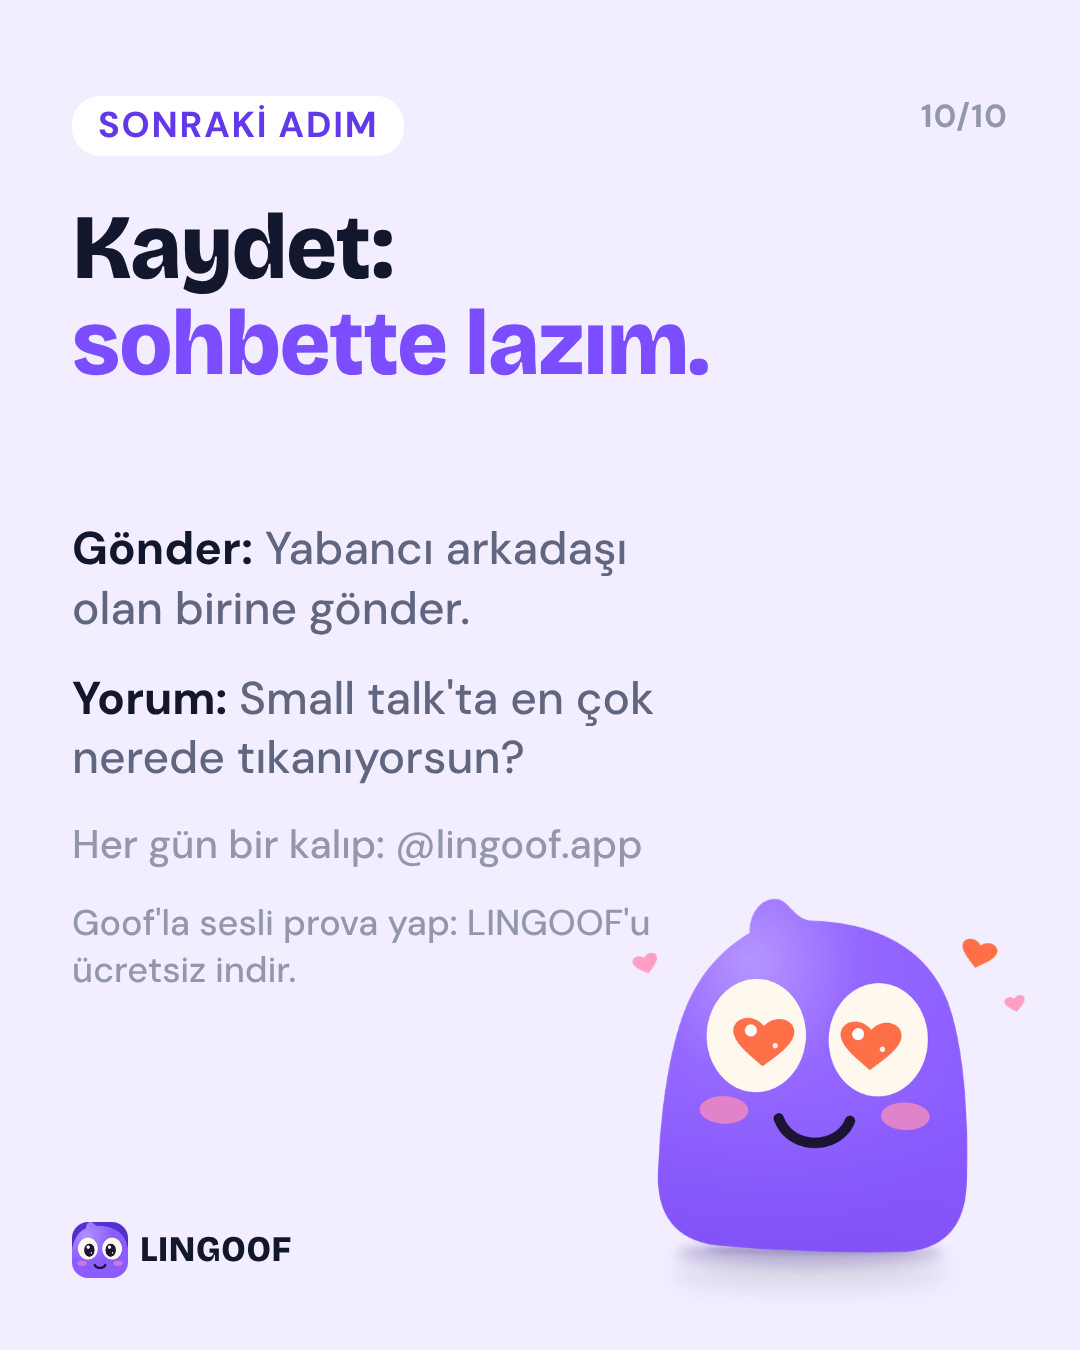 SONRAKİ ADIM
10/10
Kaydet:
sohbette lazım.
Gönder: Yabancı arkadaşı
olan birine gönder.
Yorum: Small talk'ta en çok
nerede tıkanıyorsun?
Her gün bir kalıp: @lingoof.app
Goof'la sesli prova yap: LINGOOF'u
ücretsiz indir.
LINGOOF